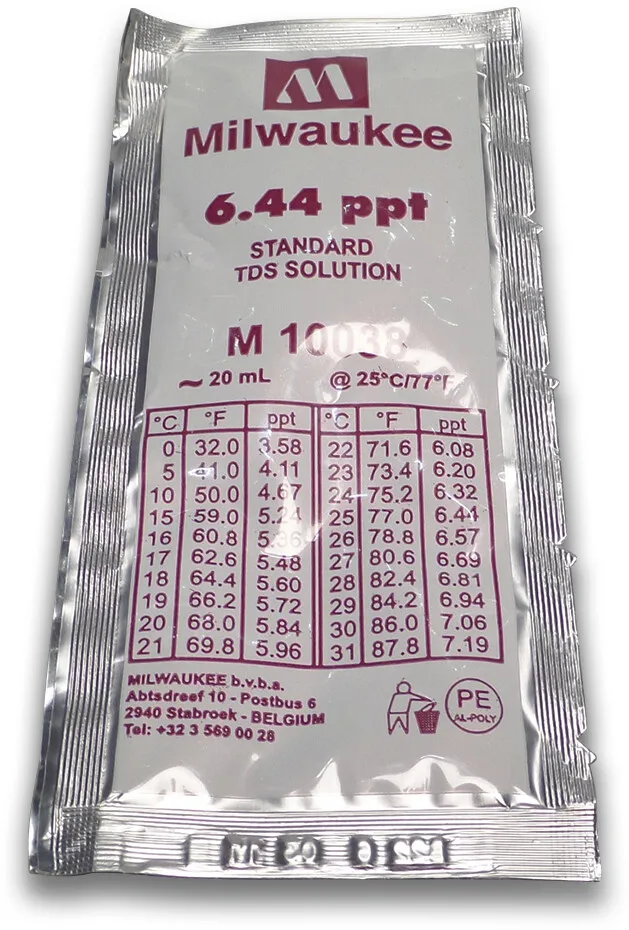 Milwaukee
6.44 ppt
STANDARD
TDS SOLUTION
M 10038
~ 20 mL @ 25°C/77°F
°C °F ppt °C °F ppt
0 32.0 3.58 22 71.6 6.08
5 41.0 4.11 23 73.4 6.20
10 50.0 4.67 24 75.2 6.32
15 59.0 5.24 25 77.0 6.44
16 60.8 5.36 26 78.8 6.57
17 62.6 5.48 27 80.6 6.69
18 64.4 5.60 28 82.4 6.81
19 66.2 5.72 29 84.2 6.94
20 68.0 5.84 30 86.0 7.06
21 69.8 5.96 31 87.8 7.19
MILWAUKEE b.v.b.a.
Abtsdreef 10 - Postbus 6
2940 Stabroek - BELGIUM
Tel: +32 3 569 00 28
PE
AL-POLY